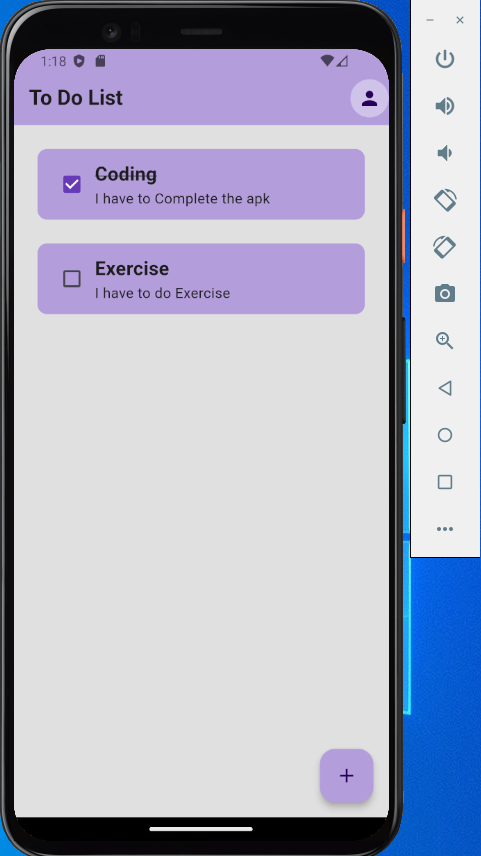 1:18
To Do List
Coding
I have to Complete the apk
Exercise
I have to do Exercise